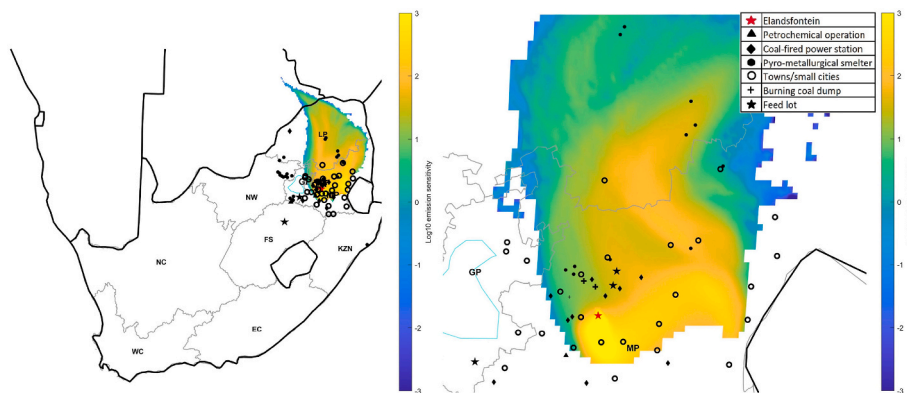 LP
NW
FS
KZN
NC
EC
WC
3
2
1
0
-1
-2
-3
Log10 emission sensitivity
GP
MP
Elandsfontein
Petrochemical operation
Coal-fired power station
Pyro-metallurgical smelter
Towns/small cities
Burning coal dump
Feed lot
3
2
1
0
-1
-2
-3